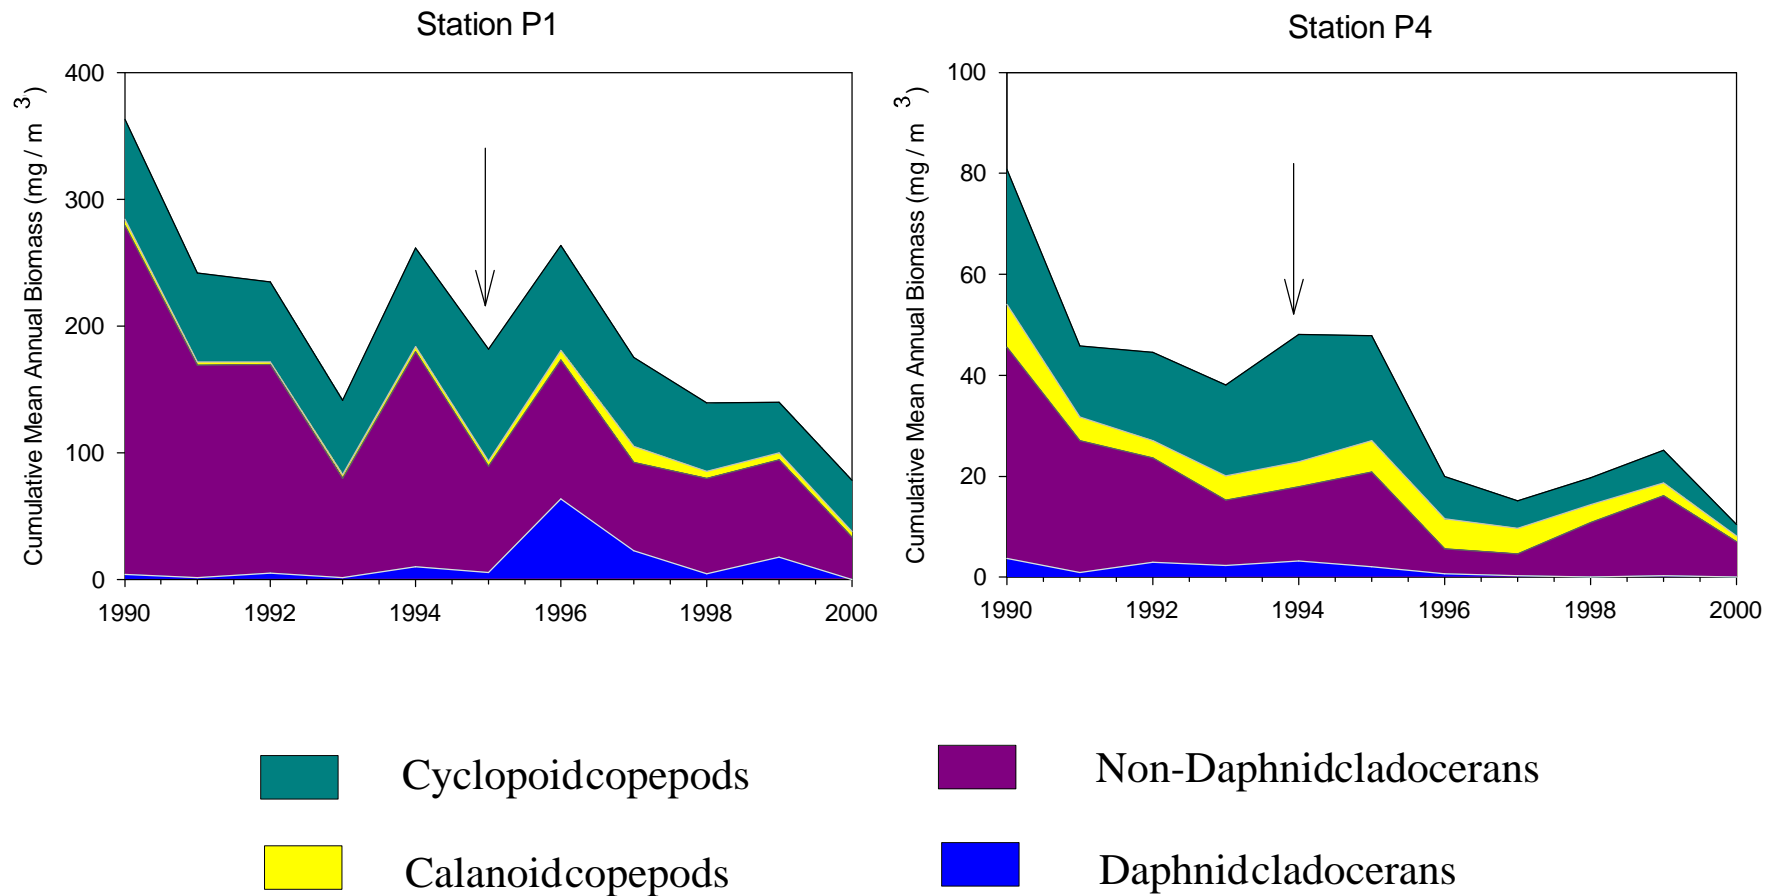 Station P1
Station P4
Cumulative Mean Annual Biomass (mg / m 3)
400
300
200
100
0
1990 1992 1994 1996 1998 2000
Cumulative Mean Annual Biomass (mg / m 3)
100
80
60
40
20
0
1990 1992 1994 1996 1998 2000
Cyclopoidcopepods
Non-Daphnidcladocerans
Calanoidcopepods
Daphnidcladocerans